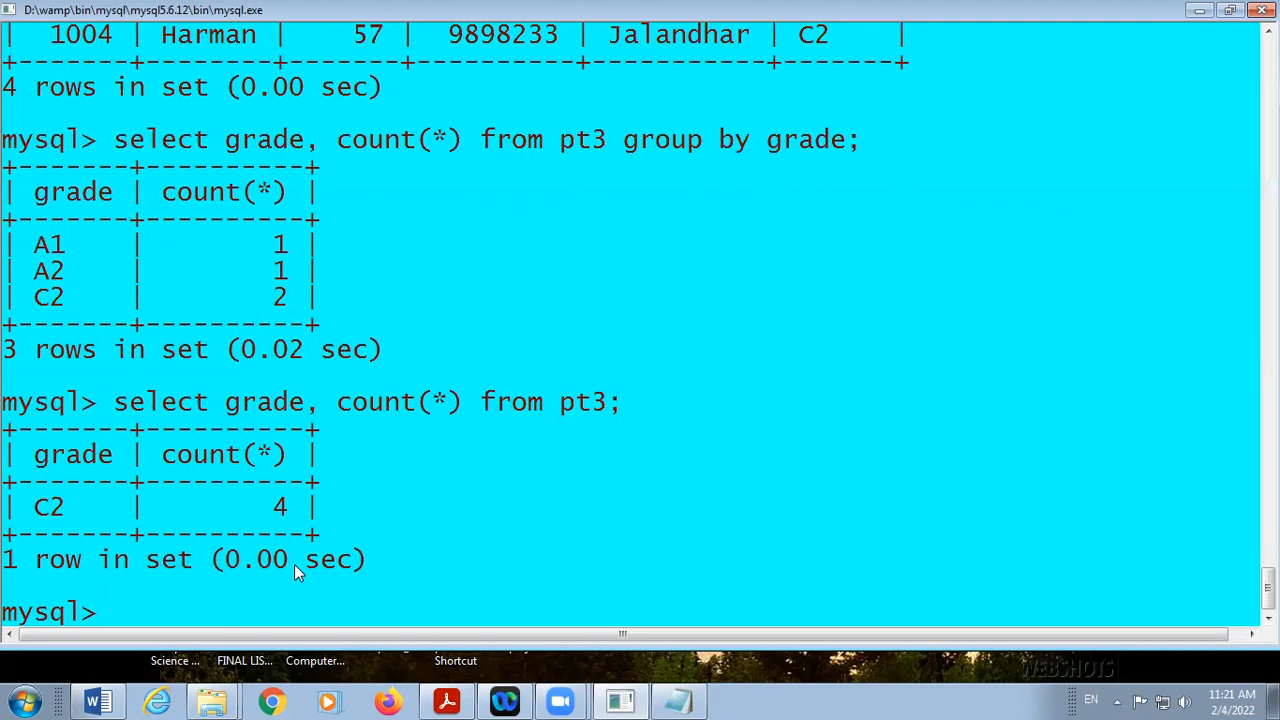 D:\wamp\bin\mysql\mysql5.6.12\bin\mysql.exe
| 1004 | Harman | 57 | 9898233 | Jalandhar | C2 |
+-------+---------+-------+----------+-----------+-------+
4 rows in set (0.00 sec)
mysql> select grade, count(*) from pt3 group by grade;
+-------+----------+
| grade | count(*) |
+-------+----------+
| A1 | 1 |
| A2 | 1 |
| C2 | 2 |
+-------+----------+
3 rows in set (0.02 sec)
mysql> select grade, count(*) from pt3;
+-------+----------+
| grade | count(*) |
+-------+----------+
| C2 | 4 |
+-------+----------+
1 row in set (0.00 sec)
mysql>
Science ... FINAL LIS... Computer... Shortcut
WEBSHOTS
EN 11:21 AM
2/4/2022